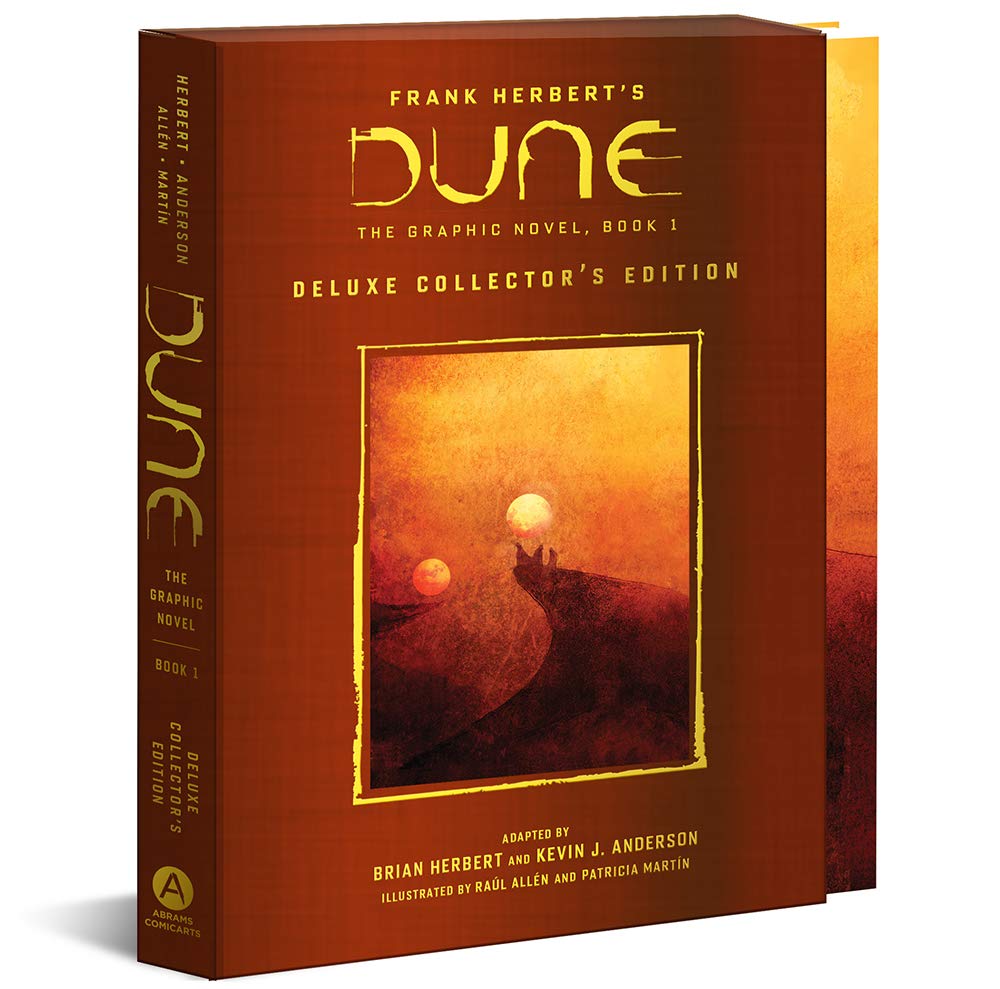 FRANK HERBERT'S
DUNE
THE GRAPHIC NOVEL, BOOK 1
DELUXE COLLECTOR'S EDITION
ADAPTED BY
BRIAN HERBERT AND KEVIN J. ANDERSON
ILLUSTRATED BY RAÚL ALLÉN AND PATRICIA MARTÍN
HERBERT • ANDERSON
ALLÉN • MARTÍN
DUNE
THE
GRAPHIC
NOVEL
BOOK 1
DELUXE
COLLECTOR'S
EDITION
A
ABRAMS
COMICARTS